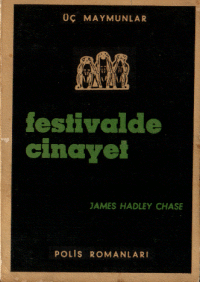 ÜÇ MAYMUNLAR
festivalde
cinayet
JAMES HADLEY CHASE
POLİS ROMANLARI